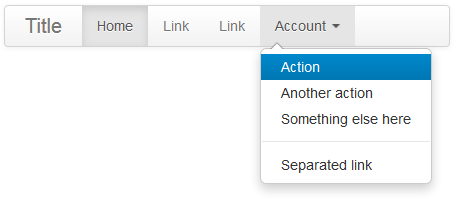 Title Home Link Link Account
Action
Another action
Something else here
Separated link